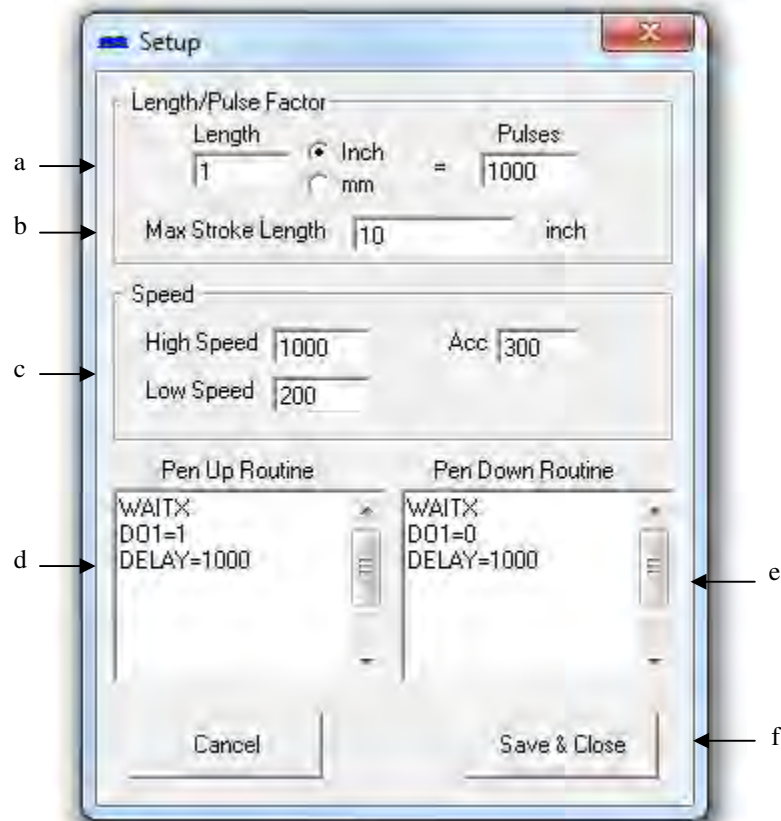 Setup
Length/Pulse Factor
Length Pulses
a 1 Inch = 1000
mm
b Max Stroke Length 10 inch
Speed
High Speed 1000 Acc 300
c
Low Speed 200
Pen Up Routine Pen Down Routine
WAITX WAITX
DO1=1 DO1=0
d DELAY=1000 DELAY=1000 e
Cancel Save & Close f